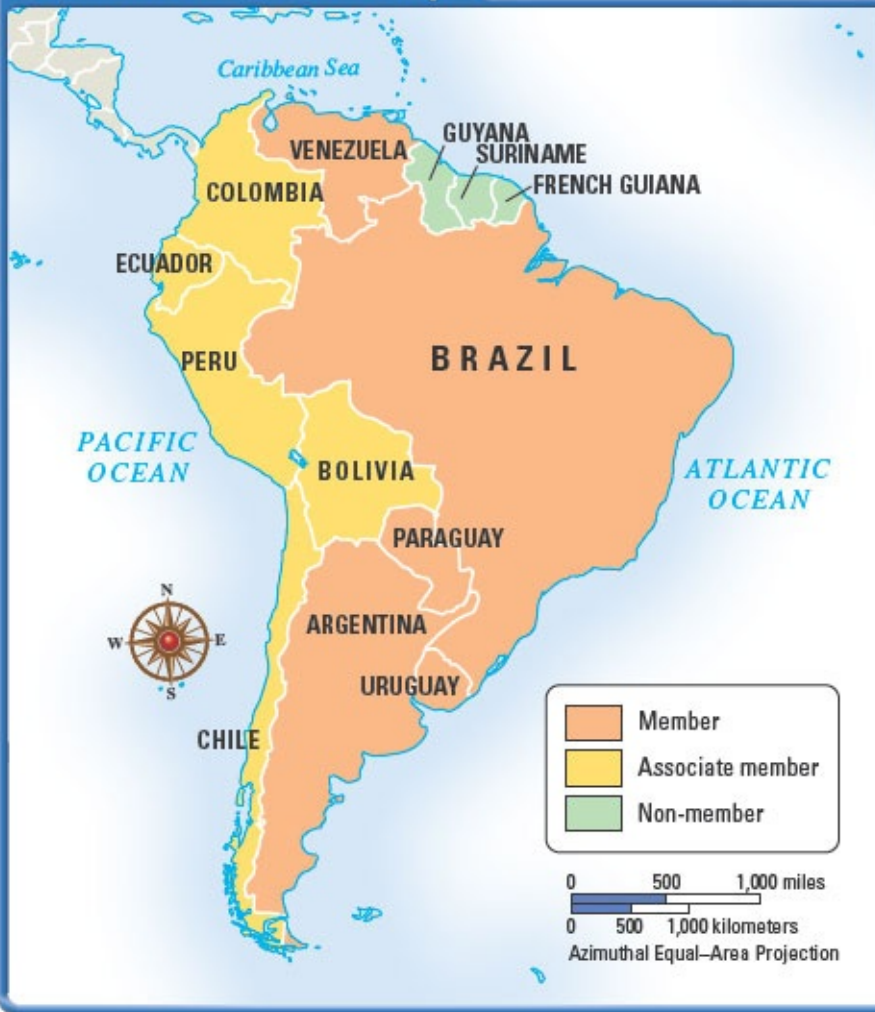 Caribbean Sea
GUYANA
VENEZUELA
SURINAME
COLOMBIA
FRENCH GUIANA
ECUADOR
PERU
BRAZIL
PACIFIC
OCEAN
BOLIVIA
ATLANTIC
OCEAN
PARAGUAY
N
W
E
S
ARGENTINA
URUGUAY
CHILE
Member
Associate member
Non-member
0 500 1,000 miles
0 500 1,000 kilometers
Azimuthal Equal–Area Projection